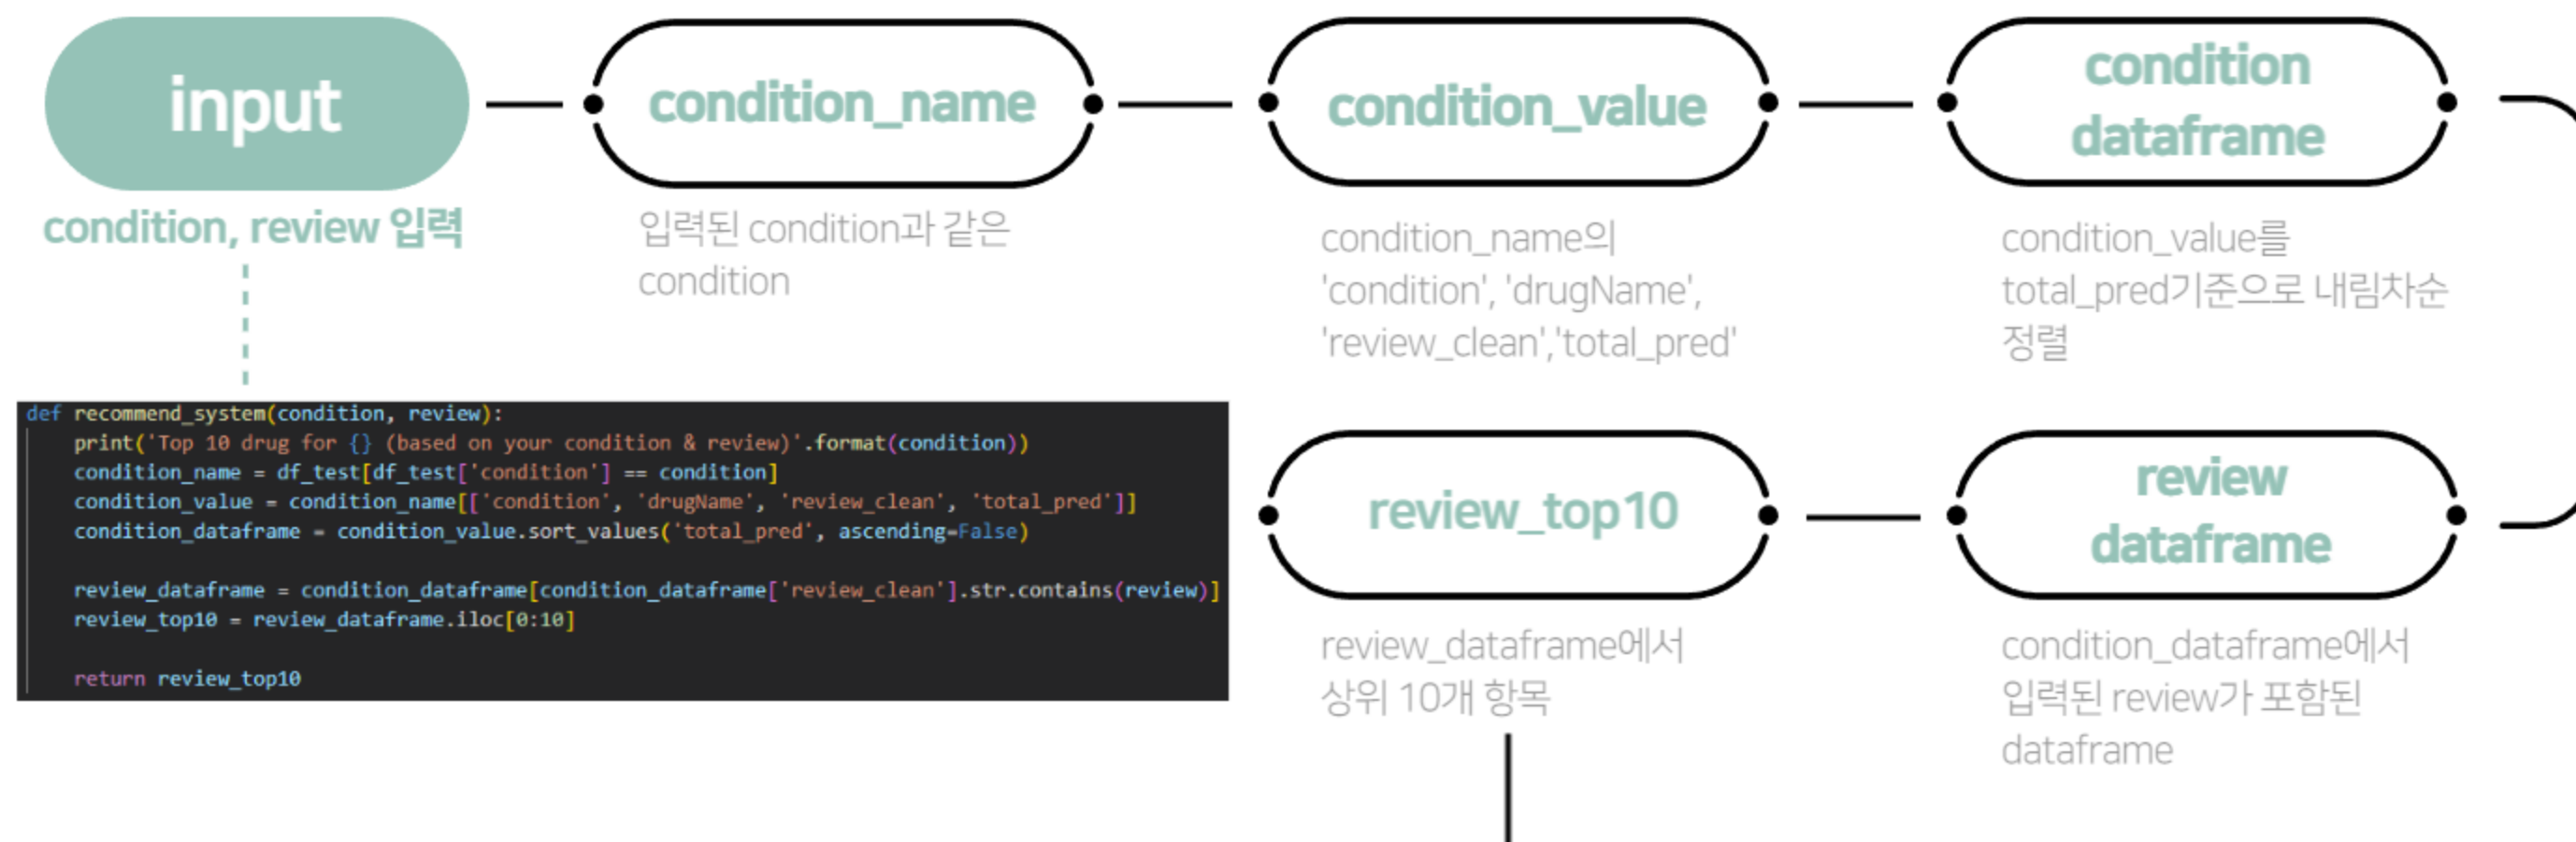 input
condition, review 입력
condition_name
입력된 condition과 같은
condition
condition_value
condition_name의
'condition', 'drugName',
'review_clean','total_pred'
condition
dataframe
condition_value를
total_pred기준으로 내림차순
정렬
def recommend_system(condition, review):
    print('Top 10 drug for {} (based on your condition & review)'.format(condition))
    condition_name = df_test[df_test['condition'] == condition]
    condition_value = condition_name[['condition', 'drugName', 'review_clean', 'total_pred']]
    condition_dataframe = condition_value.sort_values('total_pred', ascending=False)
    review_dataframe = condition_dataframe[condition_dataframe['review_clean'].str.contains(review)]
    review_top10 = review_dataframe.iloc[0:10]
    return review_top10
review_top10
review_dataframe에서
상위 10개 항목
review
dataframe
condition_dataframe에서
입력된 review가 포함된
dataframe